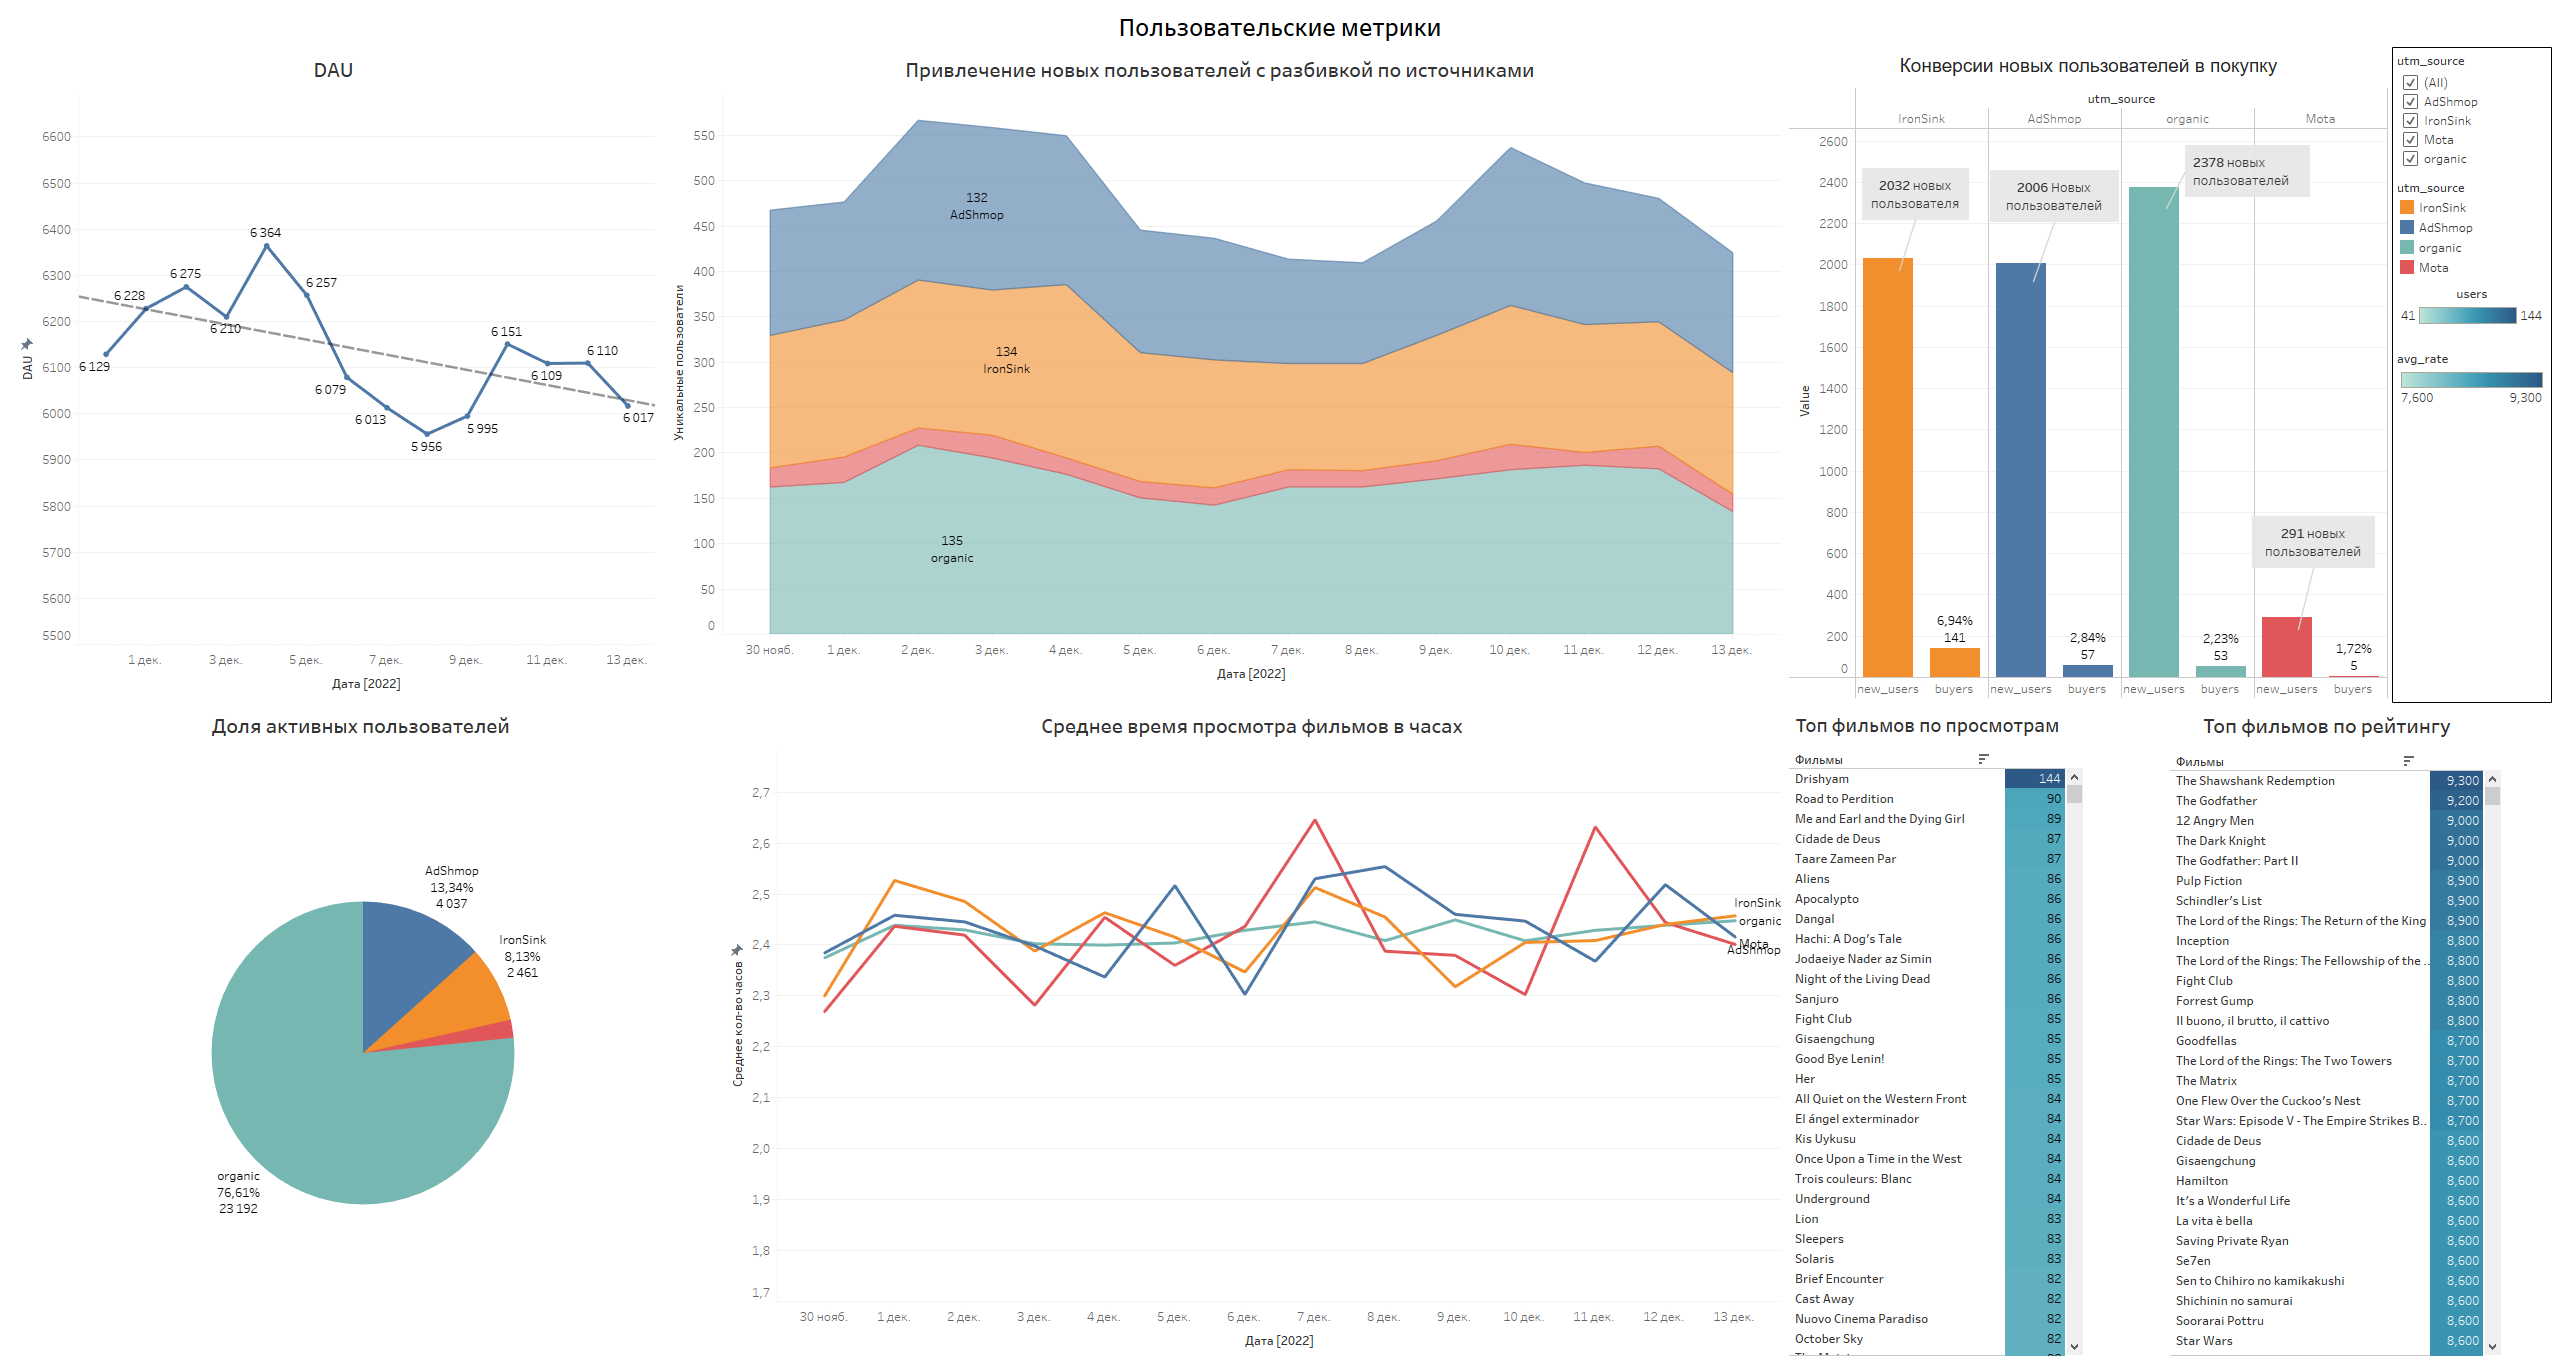 Пользовательские метрики
DAU
6600
6500
6400
6300
6200
6100
6000
5900
5800
5700
5600
5500
DAU
6 129
6 228
6 275
6 210
6 364
6 257
6 079
6 013
5 956
5 995
6 151
6 109
6 110
6 017
1 дек.
3 дек.
5 дек.
7 дек.
9 дек.
11 дек.
13 дек.
Дата [2022]
Привлечение новых пользователей с разбивкой по источниками
Уникальные пользователи
550
500
450
400
350
300
250
200
150
100
50
0
132
AdShmop
134
IronSink
135
organic
30 нояб.
1 дек.
2 дек.
3 дек.
4 дек.
5 дек.
6 дек.
7 дек.
8 дек.
9 дек.
10 дек.
11 дек.
12 дек.
13 дек.
Дата [2022]
Конверсии новых пользователей в покупку
utm_source
IronSink
AdShmop
organic
Mota
Value
2600
2400
2200
2000
1800
1600
1400
1200
1000
800
600
400
200
0
2032 новых
пользователя
2006 Новых
пользователей
2378 новых
пользователей
291 новых
пользователей
6,94%
141
2,84%
57
2,23%
53
1,72%
5
new_users
buyers
new_users
buyers
new_users
buyers
new_users
buyers
utm_source
(All)
AdShmop
IronSink
Mota
organic
utm_source
IronSink
AdShmop
organic
Mota
users
41
144
avg_rate
7,600
9,300
Доля активных пользователей
AdShmop
13,34%
4 037
IronSink
8,13%
2 461
organic
76,61%
23 192
Среднее время просмотра фильмов в часах
Среднее кол-во часов
2,7
2,6
2,5
2,4
2,3
2,2
2,1
2,0
1,9
1,8
1,7
IronSink
organic
Mota
AdShmop
30 нояб.
1 дек.
2 дек.
3 дек.
4 дек.
5 дек.
6 дек.
7 дек.
8 дек.
9 дек.
10 дек.
11 дек.
12 дек.
13 дек.
Дата [2022]
Топ фильмов по просмотрам
Фильмы
Drishyam 144
Road to Perdition 90
Me and Earl and the Dying Girl 89
Cidade de Deus 87
Taare Zameen Par 87
Aliens 86
Apocalypto 86
Dangal 86
Hachi: A Dog's Tale 86
Jodaeiye Nader az Simin 86
Night of the Living Dead 86
Sanjuro 86
Fight Club 85
Gisaengchung 85
Good Bye Lenin! 85
Her 85
All Quiet on the Western Front 84
El ángel exterminador 84
Kis Uykusu 84
Once Upon a Time in the West 84
Trois couleurs: Blanc 84
Underground 84
Lion 83
Sleepers 83
Solaris 83
Brief Encounter 82
Cast Away 82
Nuovo Cinema Paradiso 82
October Sky 82
Топ фильмов по рейтингу
Фильмы
The Shawshank Redemption 9,300
The Godfather 9,200
12 Angry Men 9,000
The Dark Knight 9,000
The Godfather: Part II 9,000
Pulp Fiction 8,900
Schindler's List 8,900
The Lord of the Rings: The Return of the King 8,900
Inception 8,800
The Lord of the Rings: The Fellowship of the .. 8,800
Fight Club 8,800
Forrest Gump 8,800
Il buono, il brutto, il cattivo 8,800
Goodfellas 8,700
The Lord of the Rings: The Two Towers 8,700
The Matrix 8,700
One Flew Over the Cuckoo's Nest 8,700
Star Wars: Episode V - The Empire Strikes B.. 8,700
Cidade de Deus 8,600
Gisaengchung 8,600
Hamilton 8,600
It's a Wonderful Life 8,600
La vita è bella 8,600
Saving Private Ryan 8,600
Se7en 8,600
Sen to Chihiro no kamikakushi 8,600
Shichinin no samurai 8,600
Soorarai Pottru 8,600
Star Wars 8,600